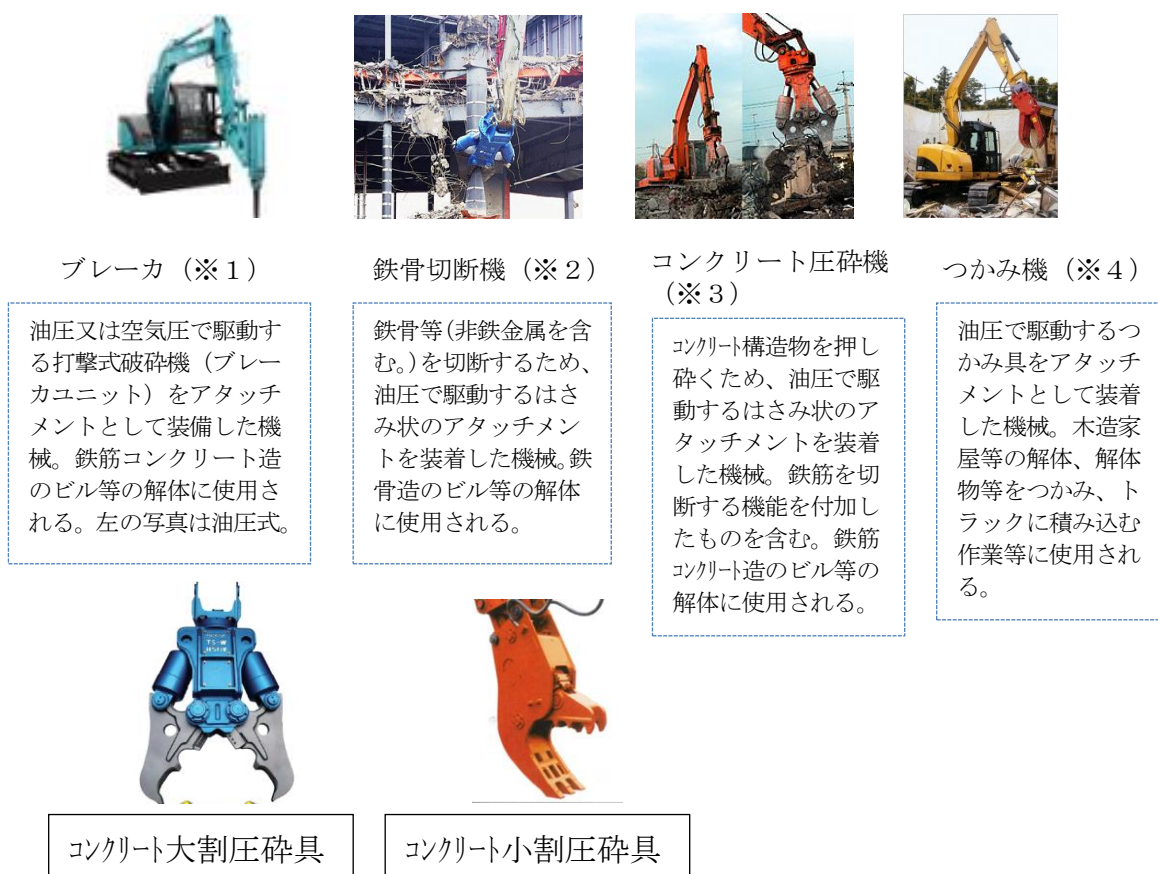 ブレーカ（※１）
油圧又は空気圧で駆動す
る打撃式破砕機（ブレー
カユニット）をアタッチ
メントとして装備した機
械。鉄筋コンクリート造
のビル等の解体に使用さ
れる。左の写真は油圧式。
鉄骨切断機（※２）
鉄骨等(非鉄金属を含
む。)を切断するため、
油圧で駆動するはさ
み状のアタッチメン
トを装着した機械。鉄
骨造のビル等の解体
に使用される。
コンクリート圧砕機
（※３）
ｺﾝｸﾘｰﾄ構造物を押し
砕くため、油圧で駆
動するはさみ状のア
タッチメントを装着
した機械。鉄筋を切
断する機能を付加し
たものを含む。鉄筋
ｺﾝｸﾘｰﾄ造のビル等の
解体に使用される。
つかみ機（※４）
油圧で駆動するつ
かみ具をアタッチ
メントとして装着
した機械。木造家
屋等の解体、解体
物等をつかみ、ト
ラックに積み込む
作業等に使用され
る。
ｺﾝｸﾘｰﾄ大割圧砕具
ｺﾝｸﾘｰﾄ小割圧砕具